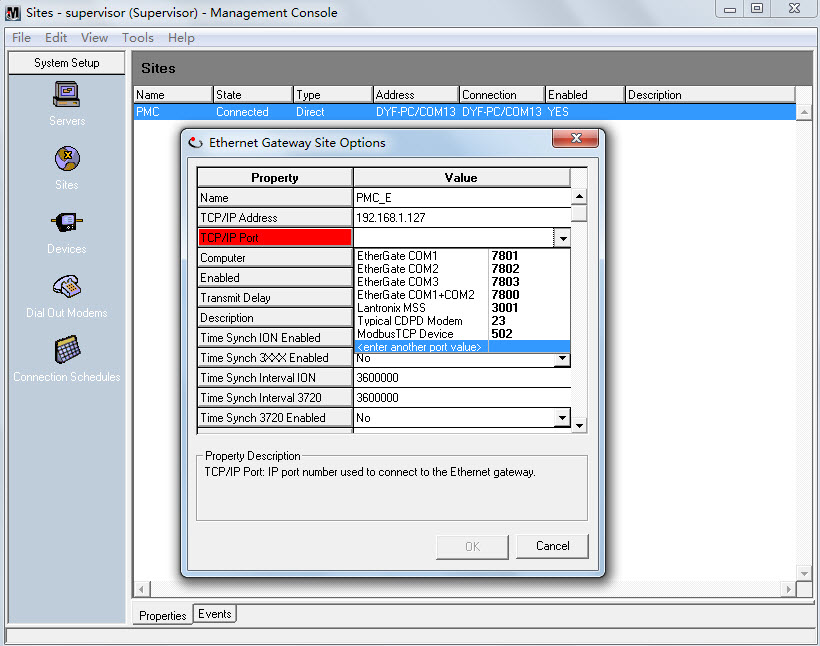 Sites - supervisor (Supervisor) - Management Console
File Edit View Tools Help
System Setup
Servers
Sites
Devices
Dial Out Modems
Connection Schedules
Sites
Name State Type Address Connection Enabled Description
PMC Connected Direct DYF-PC/COM13 DYF-PC/COM13 YES
Ethernet Gateway Site Options
Property Value
Name PMC_E
TCP/IP Address 192.168.1.127
TCP/IP Port
Computer
Enabled
Transmit Delay
Description
Time Synch ION Enabled
EtherGate COM1 7801
EtherGate COM2 7802
EtherGate COM3 7803
EtherGate COM1+COM2 7800
Lantronix MSS 3001
Typical CDPD Modem 23
ModbusTCP Device 502
<enter another port value>
Time Synch 3XXX Enabled No
Time Synch Interval ION 3600000
Time Synch Interval 3720 3600000
Time Synch 3720 Enabled No
Property Description
TCP/IP Port: IP port number used to connect to the Ethernet gateway.
OK Cancel
Properties Events